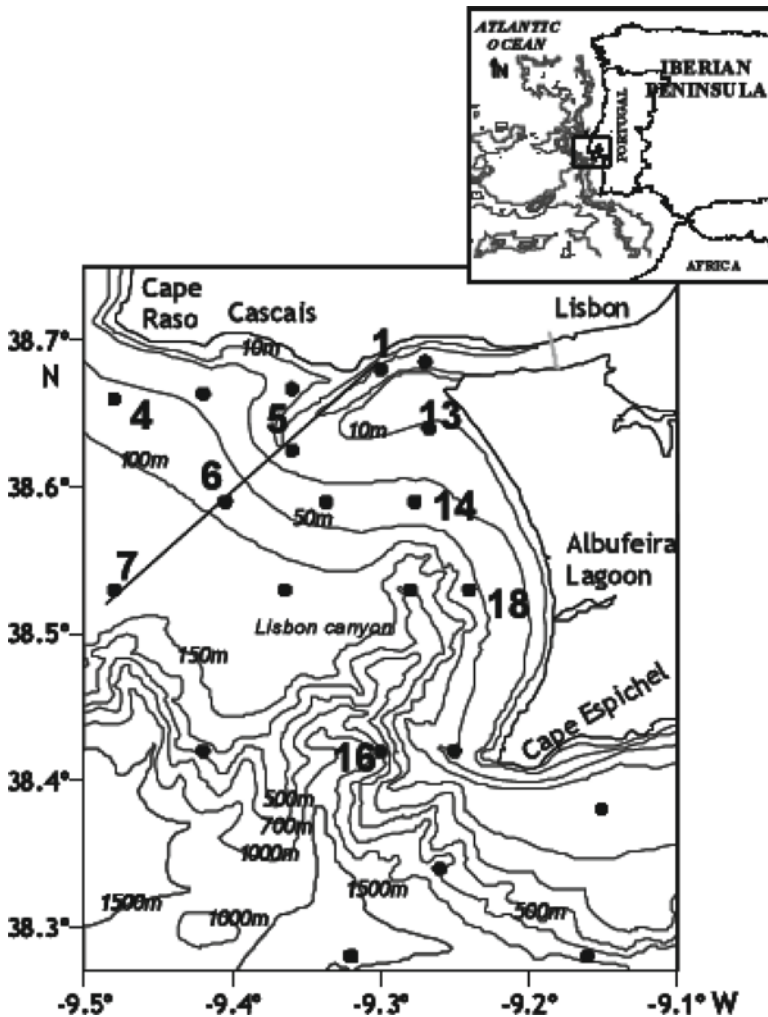 ATLANTIC
OCEAN
N
IBERIAN
PENINSULA
PORTUGAL
AFRICA
Cape
Raso
Cascais
Lisbon
38.7°
N
10m
1
4
5
13
10m
100m
6
38.6°
50m
14
7
Albufeira
Lagoon
18
38.5°
Lisbon canyon
150m
Cape Espichel
16
38.4°
500m
700m
1000m
1500m
1500m
500m
1000m
38.3°
-9.5°
-9.4°
-9.3°
-9.2°
-9.1° W